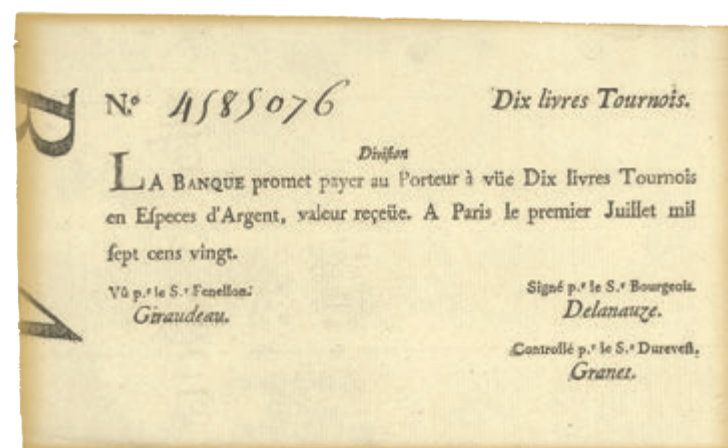 N.º 4585076 Dix livres Tournois.
Division
LA BANQUE promet payer au Porteur à vüe Dix livres Tournois
en Eſpeces d'Argent, valeur reçeüe. A Paris le premier Juillet mil
ſept cens vingt.
Vû p.r le S.r Feneſſon. Signé p.r le S.r Bourgeois.
Giraudeau. Delanauze.
Controllé p.r le S.r Dureveſt.
Granet.